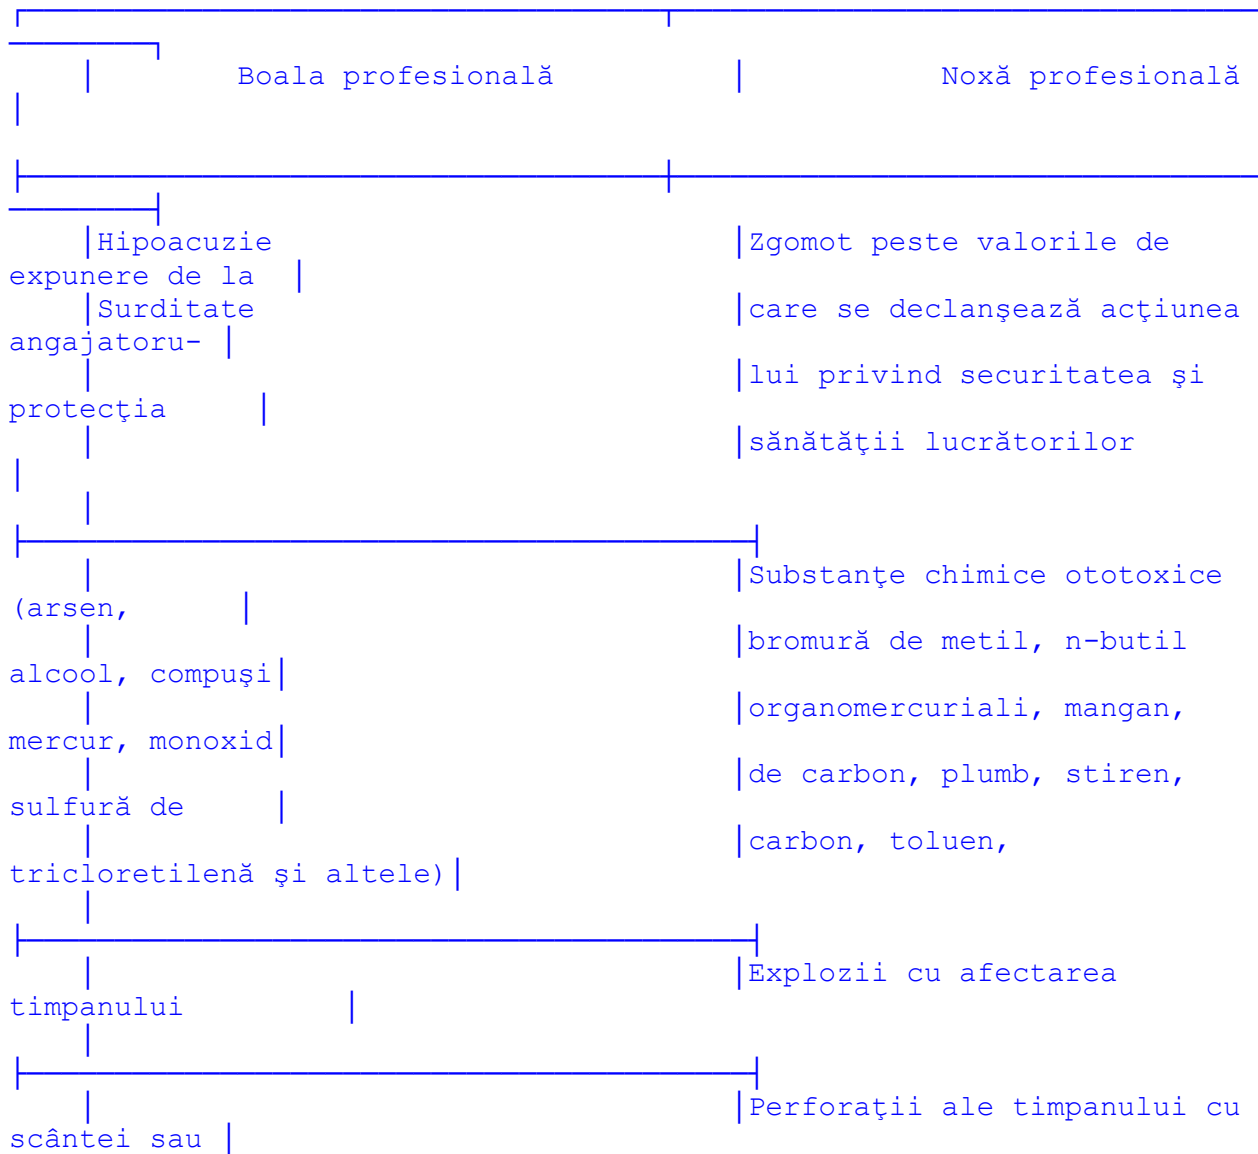 Boala profesională Noxă profesională
Hipoacuzie Zgomot peste valorile de
expunere de la
Surditate care se declanşează acţiunea
angajatoru-
lui privind securitatea şi
protecţia
sănătăţii lucrătorilor
Substanţe chimice ototoxice
(arsen,
bromură de metil, n-butil
alcool, compuşi
organomercuriali, mangan,
mercur, monoxid
de carbon, plumb, stiren,
sulfură de
carbon, toluen,
tricloretilenă şi altele)
Explozii cu afectarea
timpanului
Perforaţii ale timpanului cu
scântei sau